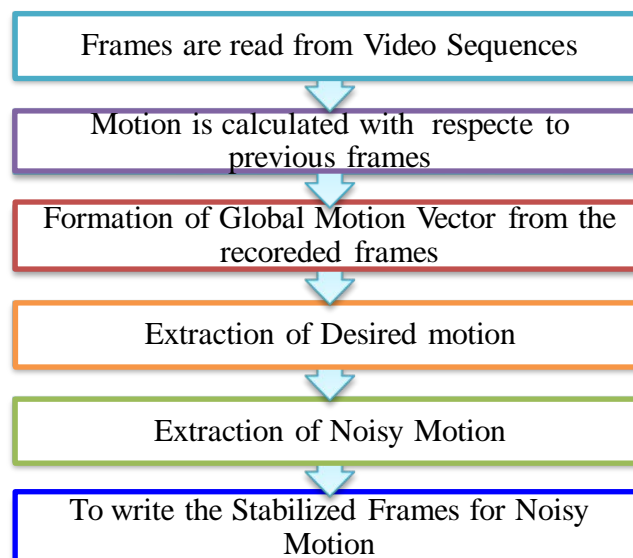 Frames are read from Video Sequences
Motion is calculated with respecte to
previous frames
Formation of Global Motion Vector from the
recoreded frames
Extraction of Desired motion
Extraction of Noisy Motion
To write the Stabilized Frames for Noisy
Motion